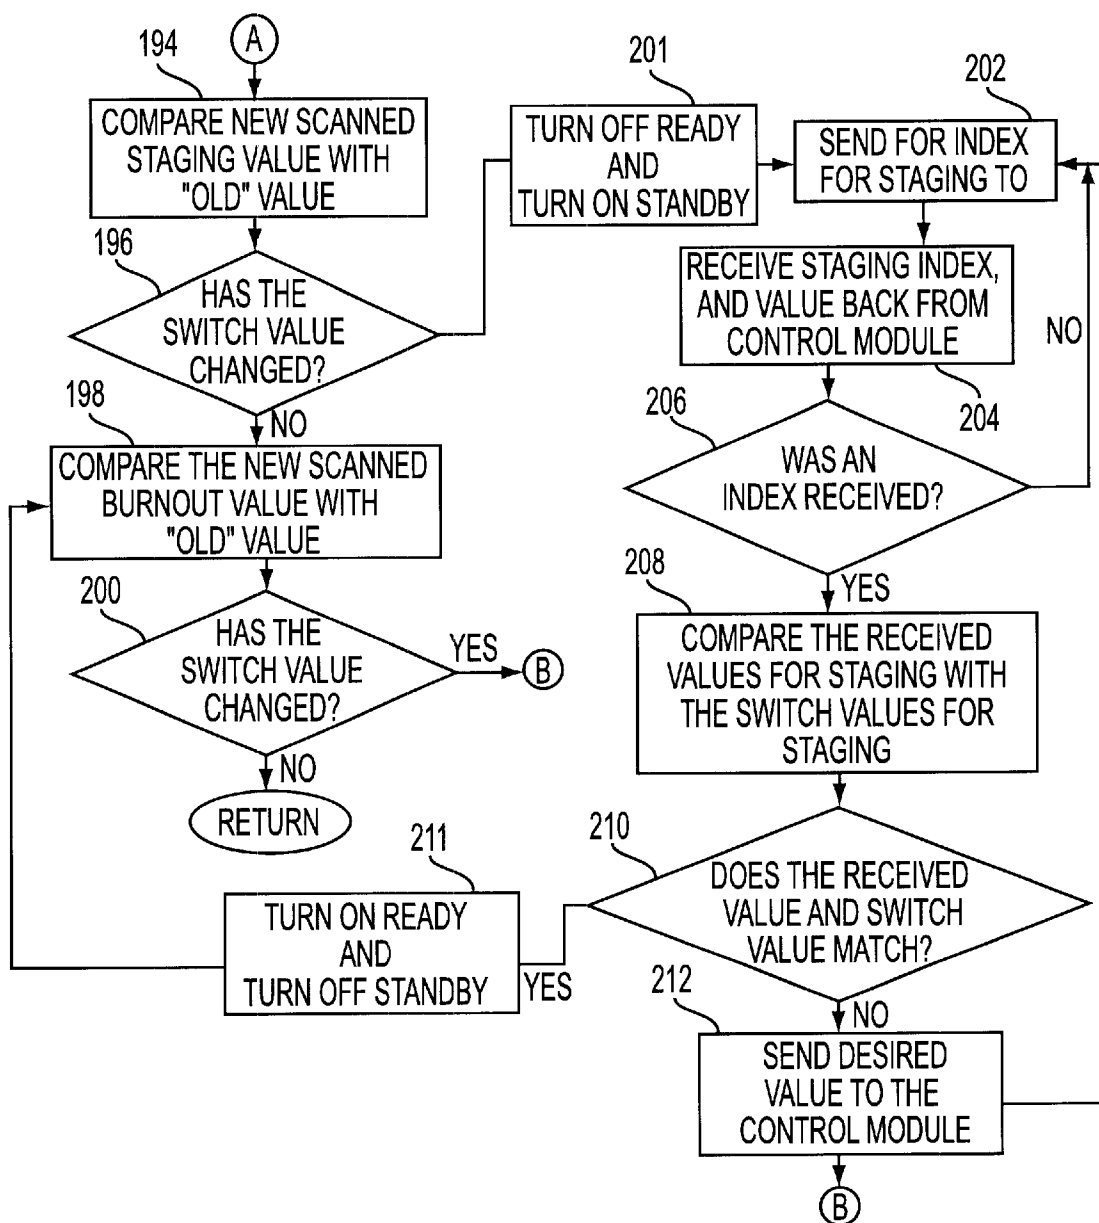 A
194
COMPARE NEW SCANNED
STAGING VALUE WITH
"OLD" VALUE
196
HAS THE
SWITCH VALUE
CHANGED?
NO
198
COMPARE THE NEW SCANNED
BURNOUT VALUE WITH
"OLD" VALUE
200
HAS THE
SWITCH VALUE
CHANGED?
YES
B
NO
RETURN
201
TURN OFF READY
AND
TURN ON STANDBY
202
SEND FOR INDEX
FOR STAGING TO
RECEIVE STAGING INDEX,
AND VALUE BACK FROM
CONTROL MODULE
204
NO
206
WAS AN
INDEX RECEIVED?
YES
208
COMPARE THE RECEIVED
VALUES FOR STAGING WITH
THE SWITCH VALUES FOR
STAGING
210
DOES THE RECEIVED
VALUE AND SWITCH
VALUE MATCH?
YES
211
TURN ON READY
AND
TURN OFF STANDBY
NO
212
SEND DESIRED
VALUE TO THE
CONTROL MODULE
B